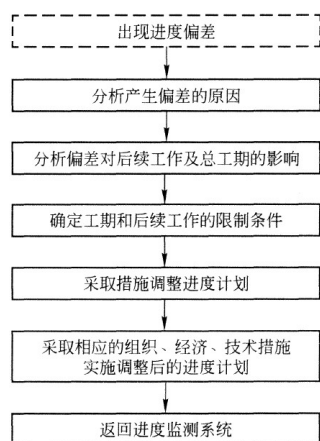 出现进度偏差
分析产生偏差的原因
分析偏差对后续工作及总工期的影响
确定工期和后续工作的限制条件
采取措施调整进度计划
采取相应的组织、经济、技术措施
实施调整后的进度计划
返回进度监测系统